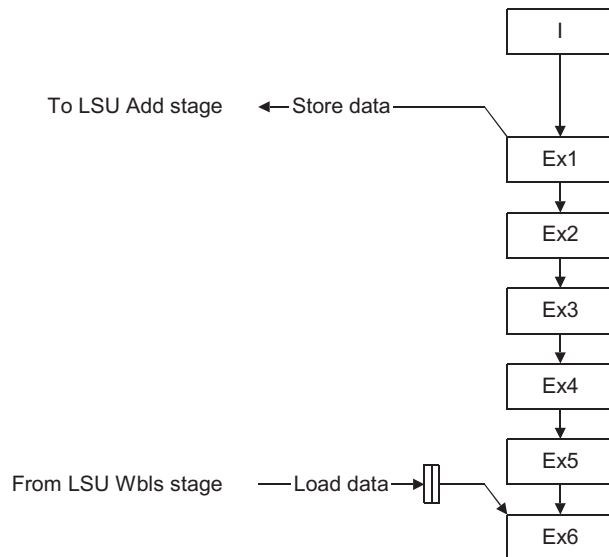 I
To LSU Add stage
Store data
Ex1
Ex2
Ex3
Ex4
Ex5
From LSU Wbls stage
Load data
Ex6